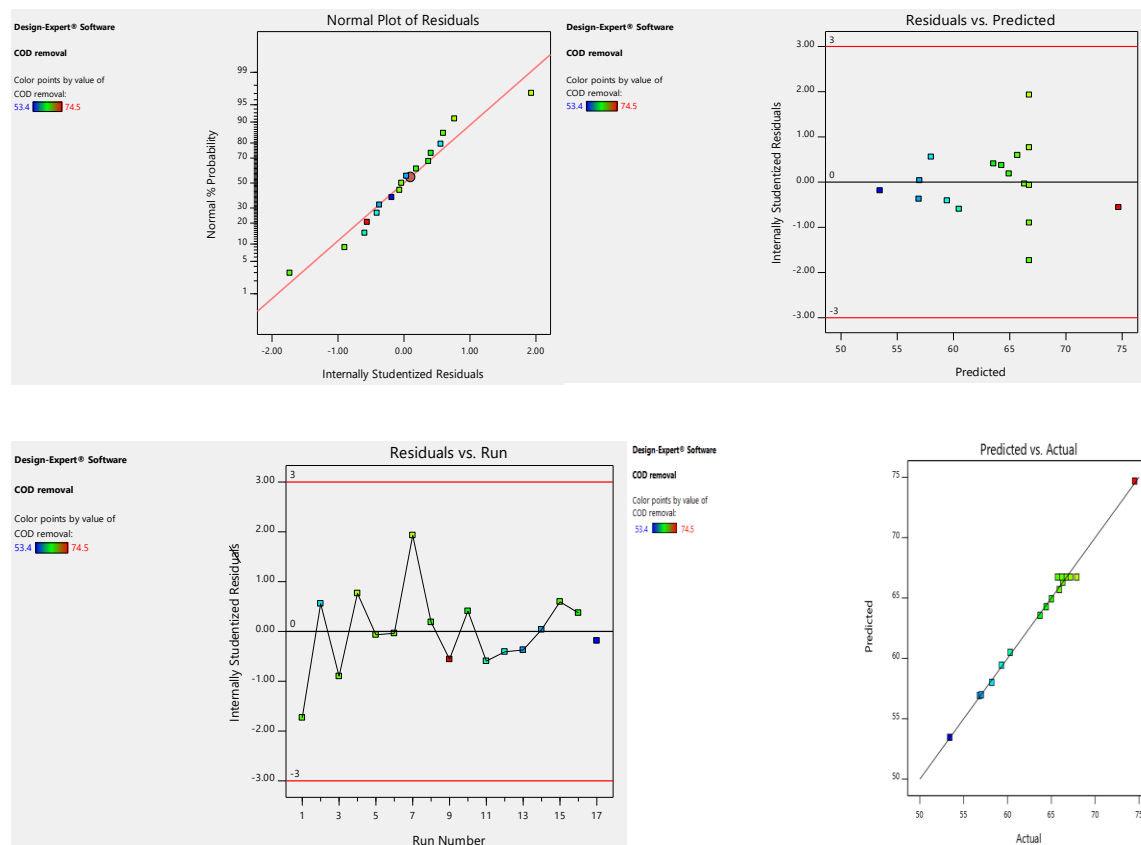 Design-Expert® Software
COD removal
Color points by value of
COD removal:
53.4 74.5
Normal Plot of Residuals
Normal % Probability
99
95
90
80
70
50
30
20
10
5
1
-2.00 -1.00 0.00 1.00 2.00
Internally Studentized Residuals
Design-Expert® Software
COD removal
Color points by value of
COD removal:
53.4 74.5
Residuals vs. Predicted
Internally Studentized Residuals
3.00
2.00
1.00
0.00
-1.00
-2.00
-3.00
3
0
-3
50 55 60 65 70 75
Predicted
Design-Expert® Software
COD removal
Color points by value of
COD removal:
53.4 74.5
Residuals vs. Run
Internally Studentized Residuals
3.00
2.00
1.00
0.00
-1.00
-2.00
-3.00
3
0
-3
1 3 5 7 9 11 13 15 17
Run Number
Design-Expert® Software
COD removal
Color points by value of
COD removal:
53.4 74.5
Predicted vs. Actual
Predicted
75
70
65
60
55
50
50 55 60 65 70 75
Actual